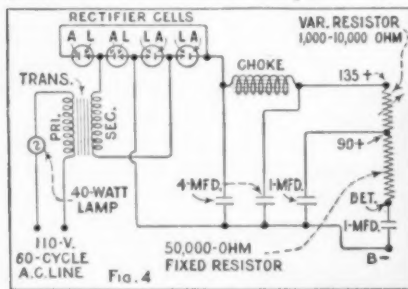 RECTIFIER CELLS
A L A L L A L A
VAR. RESISTOR
1,000-10,000 OHM
TRANS.
CHOKE
135+
PRI.
SEC.
90+
40-WATT
LAMP
4-MFD.
1-MFD.
DET.
1-MFD.
110-V.
60-CYCLE
A.C. LINE
50,000-OHM
FIXED RESISTOR
B-
Fig. 4